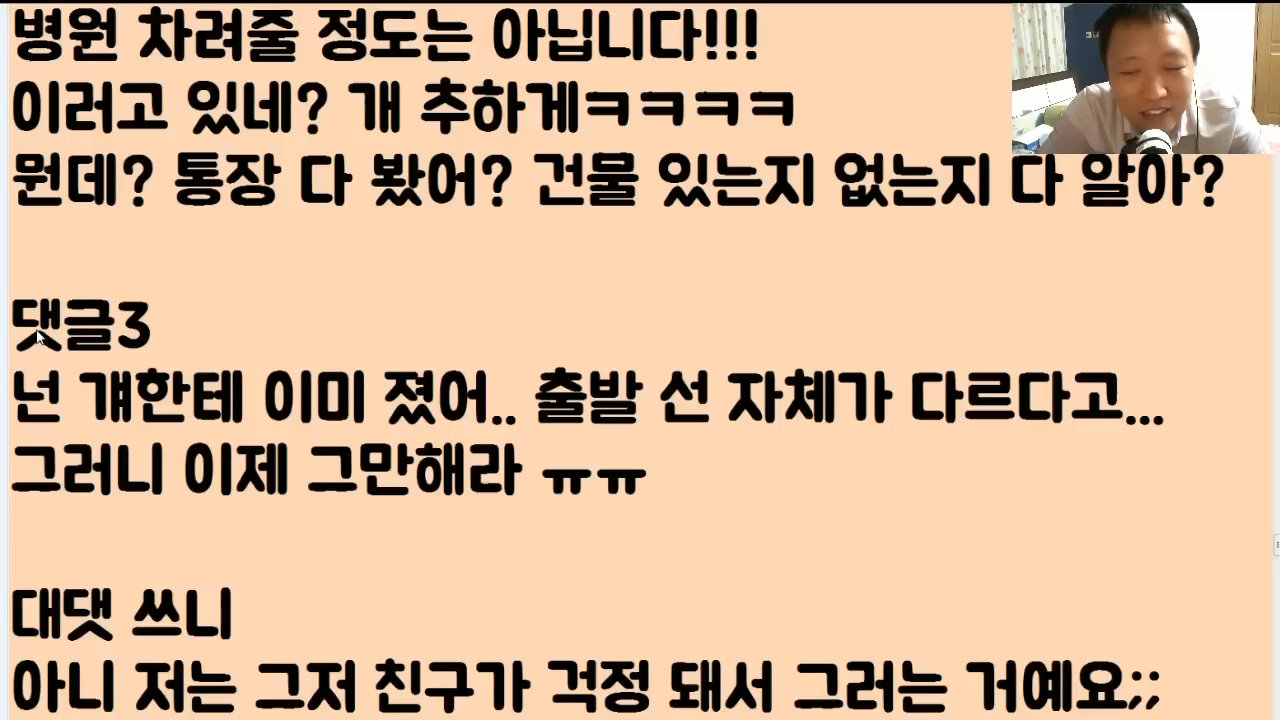 병원 차려줄 정도는 아닙니다!!!
이러고 있네? 개 추하게ㅋㅋㅋㅋ
뭔데? 통장 다 봤어? 건물 있는지 없는지 다 알아?
댓글3
넌 걔한테 이미 졌어.. 출발 선 자체가 다르다고...
그러니 이제 그만해라 ㅠㅠ
대댓 쓰니
아니 저는 그저 친구가 걱정 돼서 그러는 거예요;;